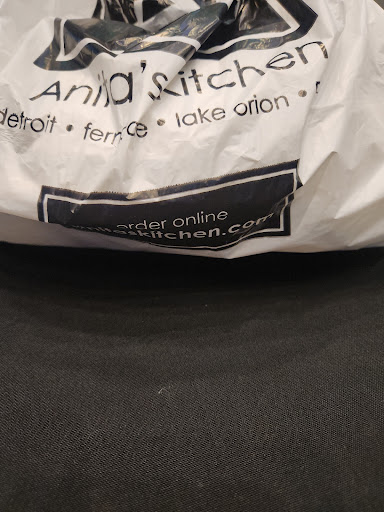 Anita's kitchen
detroit • ferndale • lake orion •
order online
anitaskitchen.com